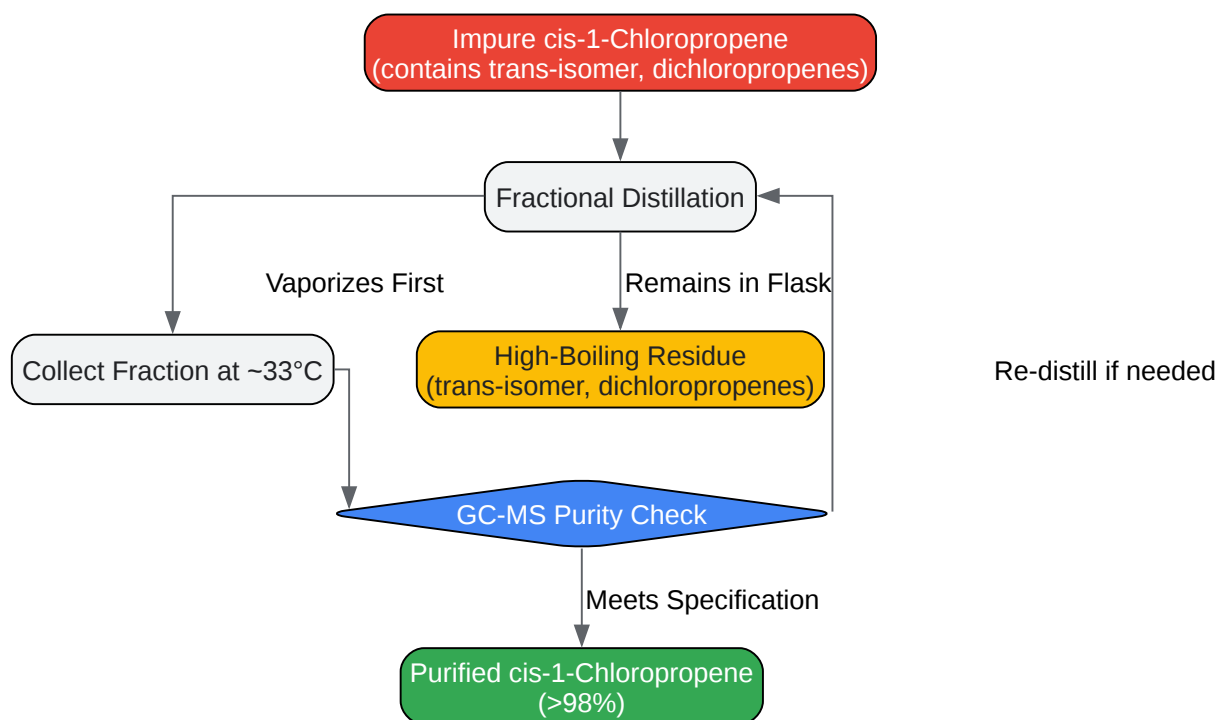 Impure cis-1-Chloropropene
(contains trans-isomer, dichloropropenes)
Fractional Distillation
Vaporizes First
Remains in Flask
Collect Fraction at ~33°C
High-Boiling Residue
(trans-isomer, dichloropropenes)
Re-distill if needed
GC-MS Purity Check
Meets Specification
Purified cis-1-Chloropropene
(>98%)